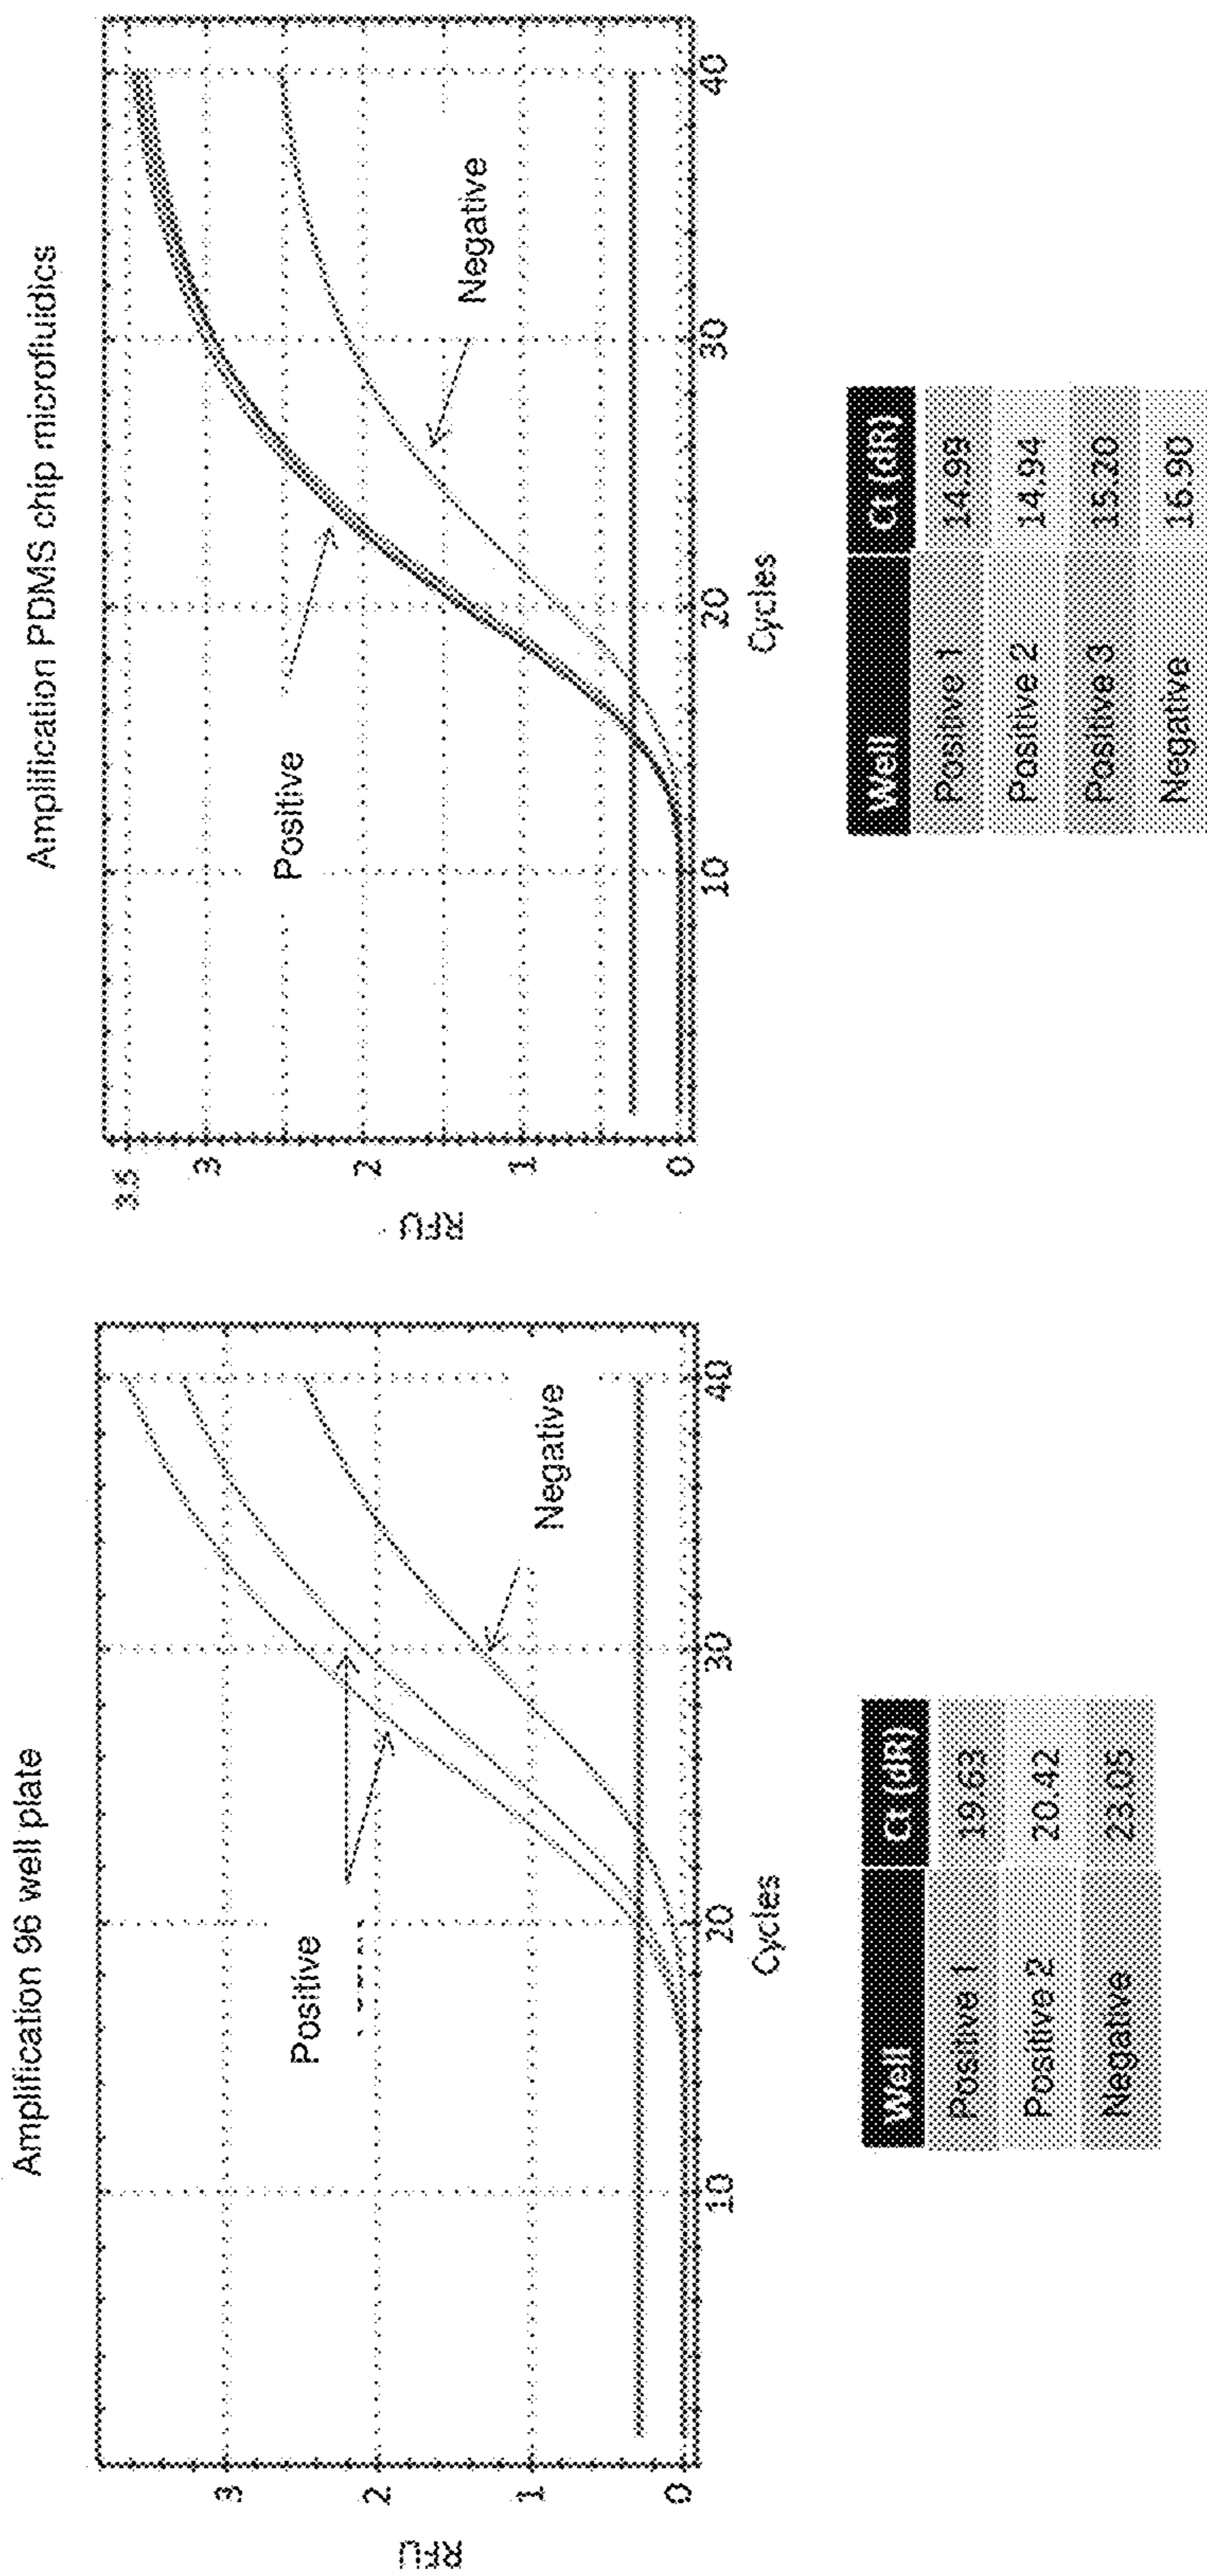 Amplification 96 well plate
RFU
3
2
1
0
Positive
Negative
10
20
30
40
Cycles
Well Ct (dR)
Positive 1 19.63
Positive 2 20.42
Negative 23.05
Amplification PDMS chip microfluidics
RFU
3.5
3
2
1
0
Positive
Negative
10
20
30
40
Cycles
Well Ct (dR)
Positive 1 14.99
Positive 2 14.94
Positive 3 15.20
Negative 16.90